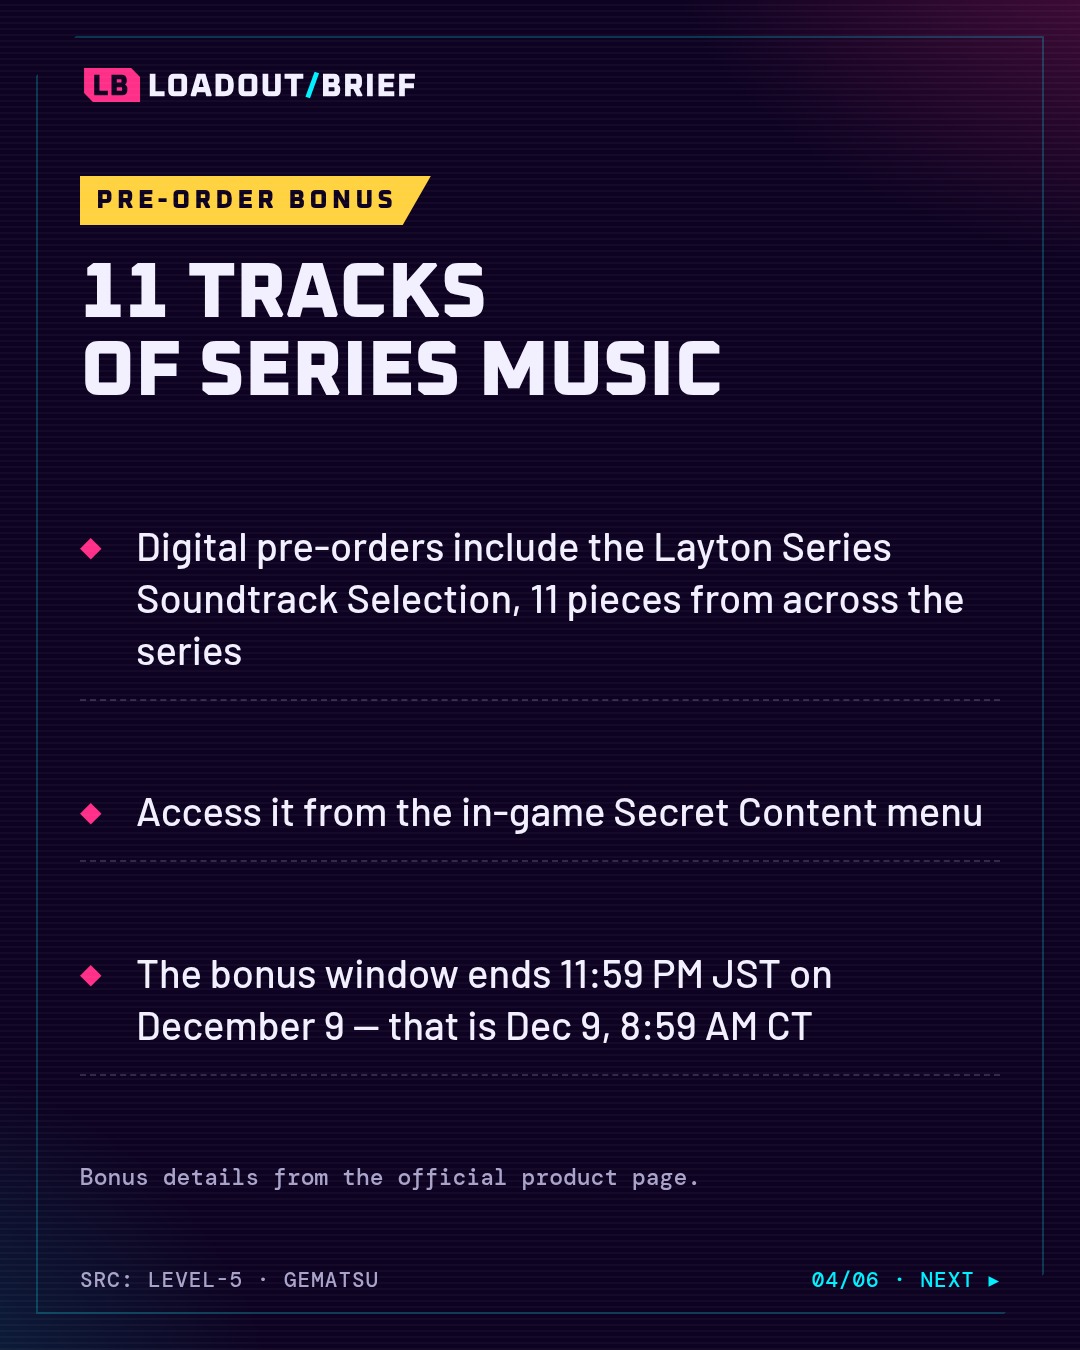 LB LOADOUT/BRIEF
PRE-ORDER BONUS
11 TRACKS
OF SERIES MUSIC
Digital pre-orders include the Layton Series
Soundtrack Selection, 11 pieces from across the
series
Access it from the in-game Secret Content menu
The bonus window ends 11:59 PM JST on
December 9 — that is Dec 9, 8:59 AM CT
Bonus details from the official product page.
SRC: LEVEL-5 · GEMATSU
04/06 · NEXT ▸